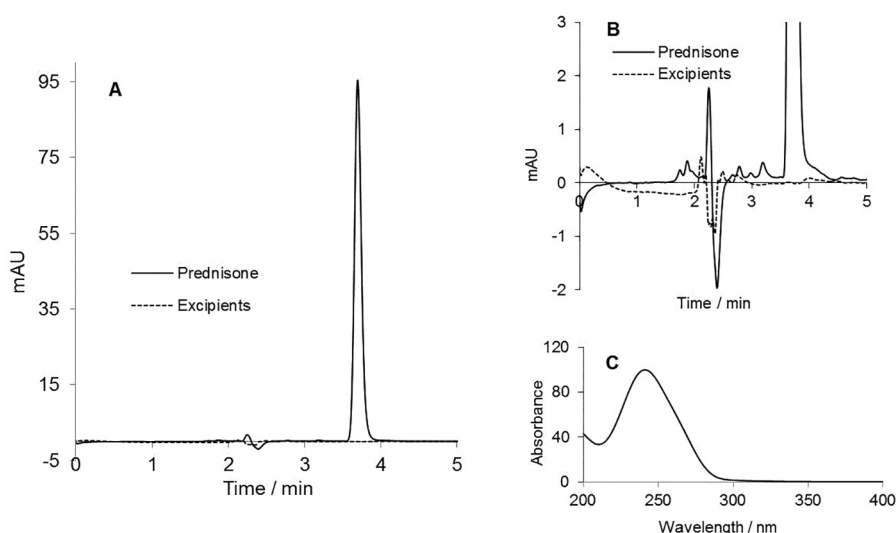 A
mAU
95
75
55
35
15
-5
Prednisone
Excipients
0 1 2 3 4 5
Time / min
B
mAU
3
2
1
0
-1
-2
Prednisone
Excipients
0 1 2 3 4 5
Time / min
C
Absorbance
120
80
40
0
200 250 300 350 400
Wavelength / nm